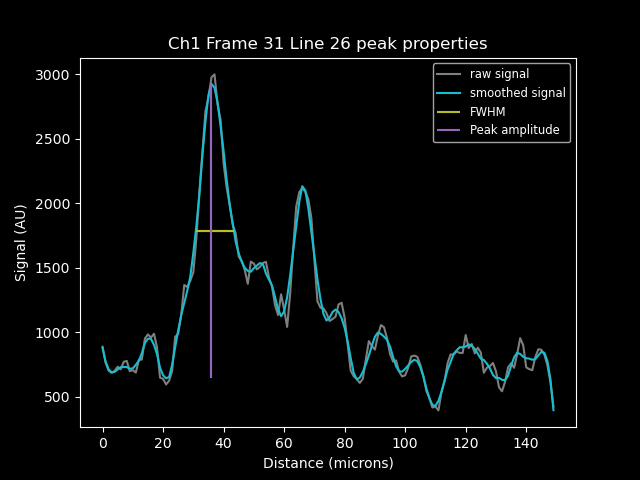 Ch1 Frame 31 Line 26 peak properties
raw signal
smoothed signal
FWHM
Peak amplitude
3000
2500
2000
1500
1000
500
Signal (AU)
0 20 40 60 80 100 120 140
Distance (microns)